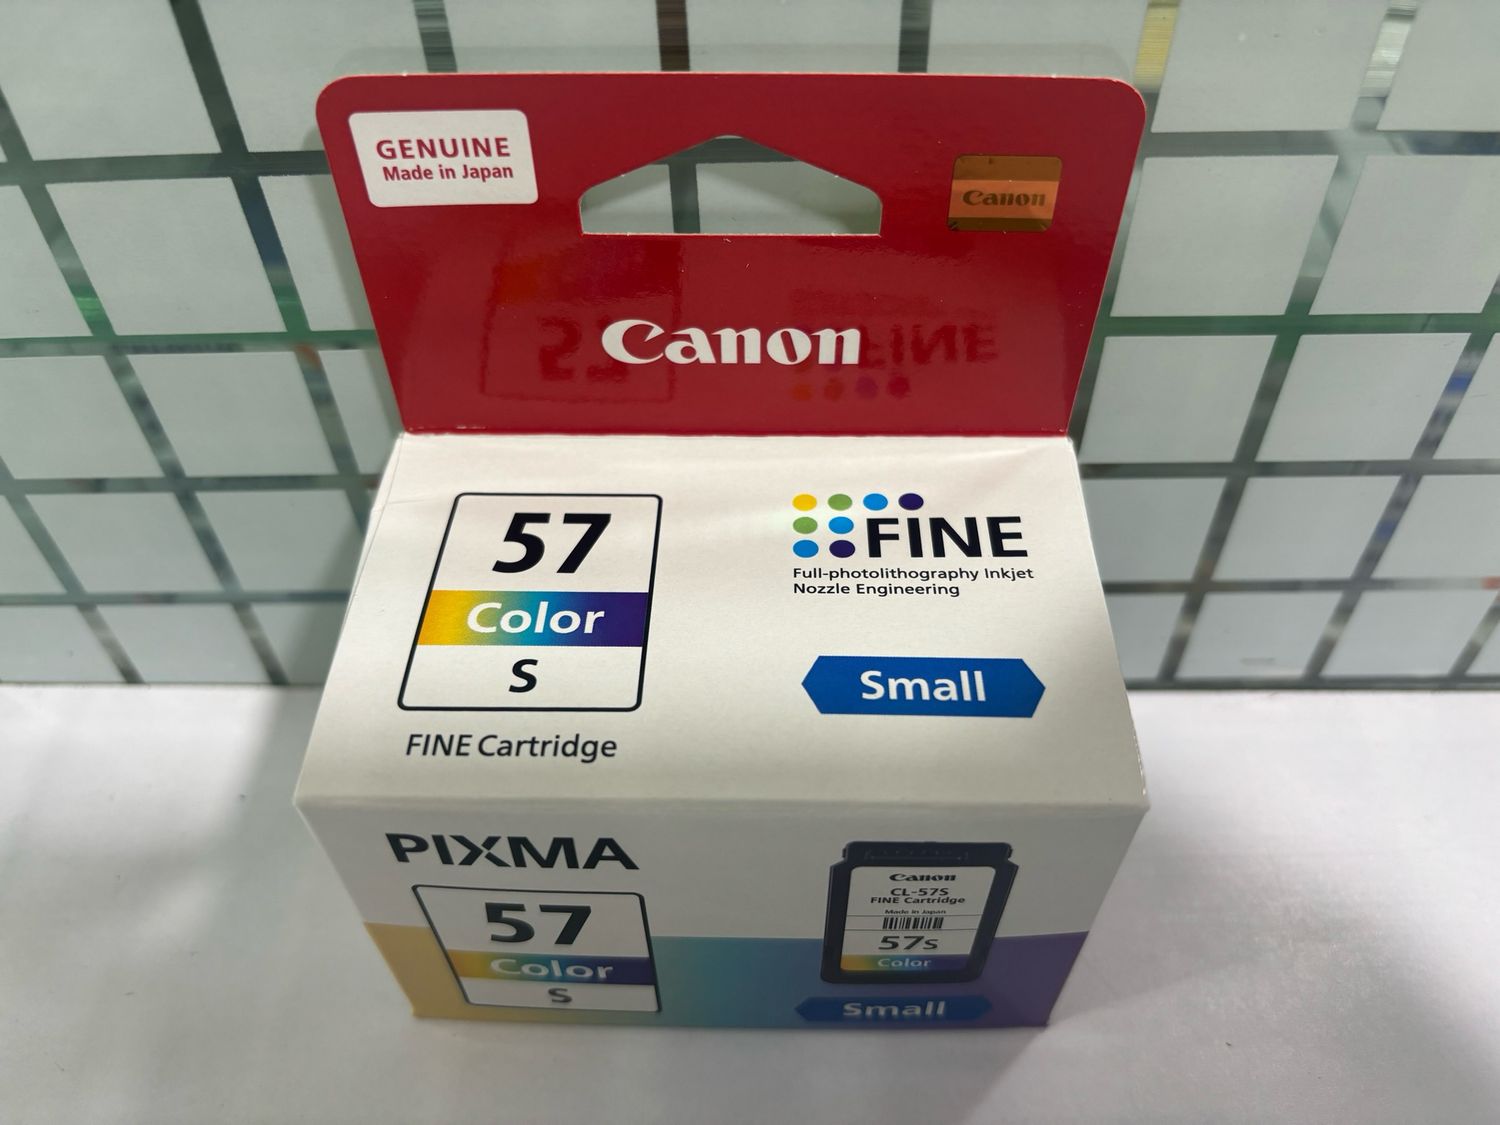 GENUINE
Made in Japan
Canon
Canon
57
Color
S
FINE Cartridge
FINE
Full-photolithography Inkjet
Nozzle Engineering
Small
PIXMA
57
Color
S
Canon
CL-57S
FINE Cartridge
Made in Japan
57s
Color
Small